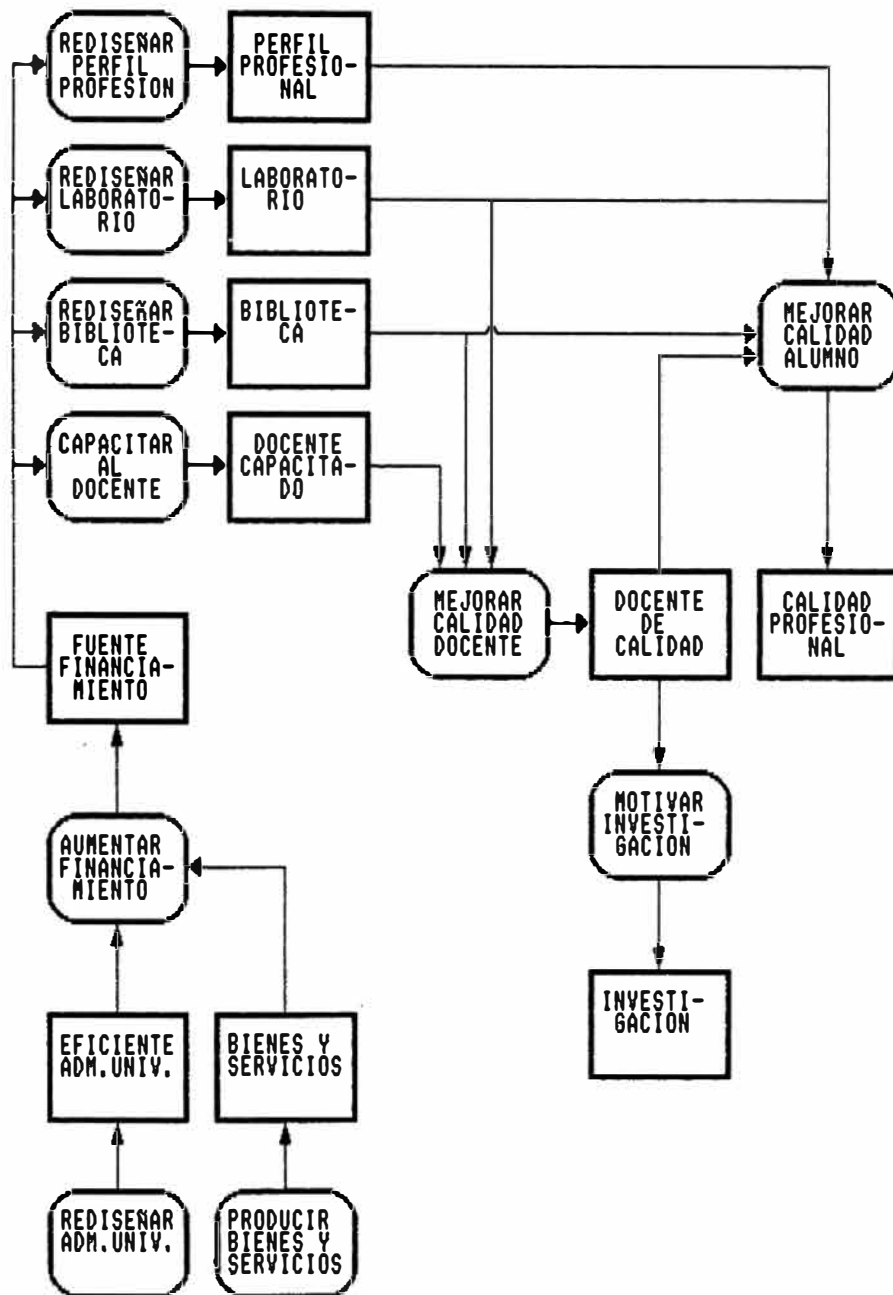 REDISEÑAR
PERFIL
PROFESION
PERFIL
PROFESIO-
NAL
REDISEÑAR
LABORATO-
RIO
LABORATO-
RIO
REDISEÑAR
BIBLIOTE-
CA
BIBLIOTE-
CA
MEJORAR
CALIDAD
ALUMNO
CAPACITAR
AL
DOCENTE
DOCENTE
CAPACITA-
DO
MEJORAR
CALIDAD
DOCENTE
DOCENTE
DE
CALIDAD
CALIDAD
PROFESIO-
NAL
FUENTE
FINANCIA-
MIENTO
MOTIVAR
INVESTI-
GACION
AUMENTAR
FINANCIA-
MIENTO
INVESTI-
GACION
EFICIENTE
ADM.UNIV.
BIENES Y
SERVICIOS
REDISEÑAR
ADM.UNIV.
PRODUCIR
BIENES Y
SERVICIOS